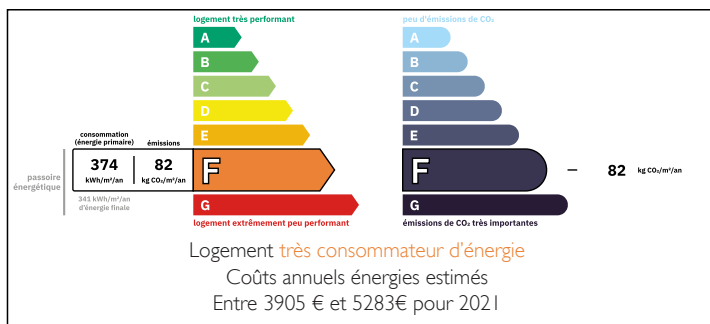 logement très performant
A
B
C
D
E
consommation
(énergie primaire)
émissions
374
kWh/m²/an
82
kg CO₂/m²/an
F
passoire
énergétique
341 kWh/m²/an
d'énergie finale
G
logement extrêmement peu performant
peu d'émissions de CO₂
A
B
C
D
E
F
82 kg CO₂/m²/an
G
émissions de CO₂ très importantes
Logement très consommateur d'énergie
Coûts annuels énergies estimés
Entre 3905 € et 5283€ pour 2021